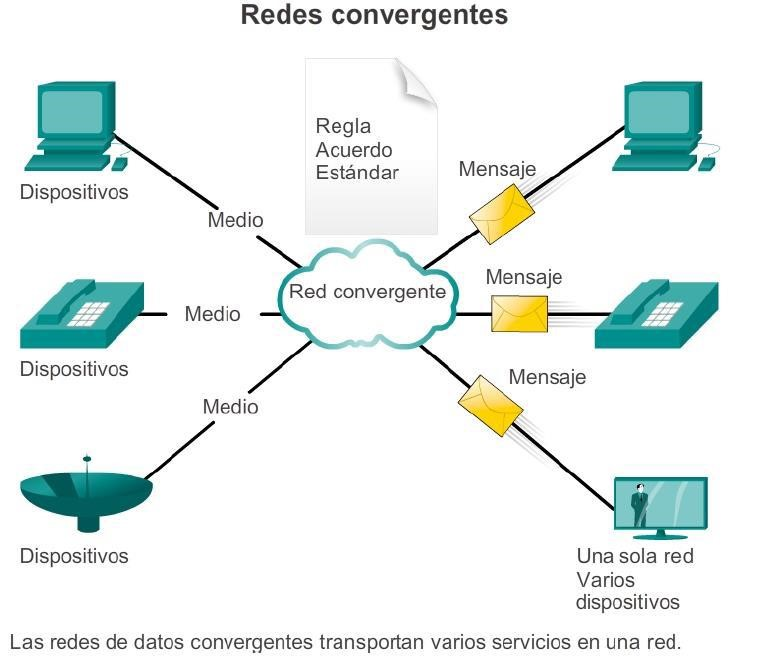 Redes convergentes
Regla
Acuerdo
Estándar
Mensaje
Dispositivos
Medio
Mensaje
Red convergente
Medio
Dispositivos
Mensaje
Medio
Dispositivos
Una sola red
Varios
dispositivos
Las redes de datos convergentes transportan varios servicios en una red.